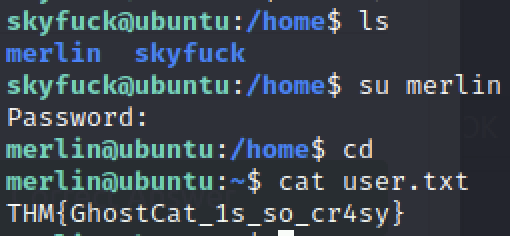 skyfuck@ubuntu:/home$ ls
merlin  skyfuck
skyfuck@ubuntu:/home$ su merlin
Password:
merlin@ubuntu:/home$ cd
merlin@ubuntu:~$ cat user.txt
THM{GhostCat_1s_so_cr4sy}